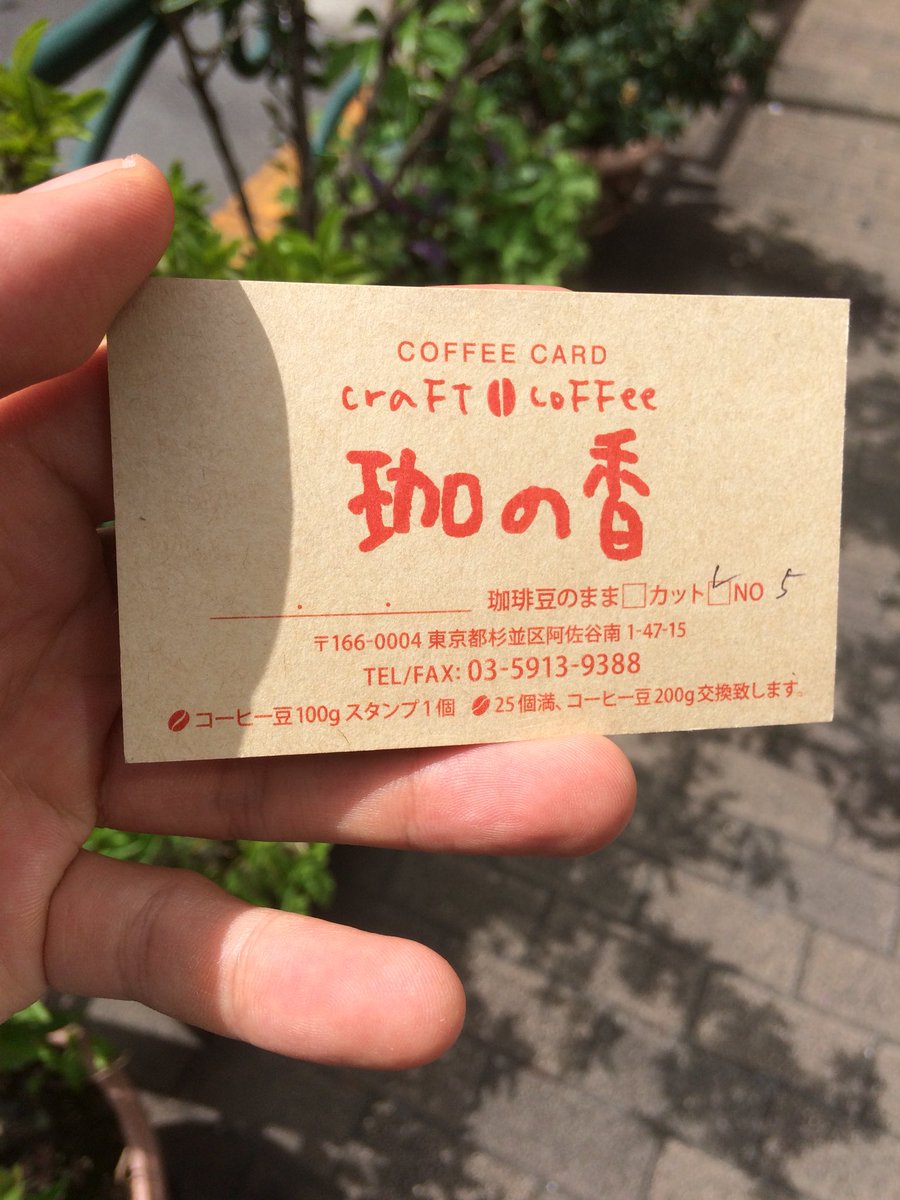 COFFEE CARD
craFT coFFee
珈の香
珈琲豆のまま□カット☑NO 5
〒166-0004 東京都杉並区阿佐谷南 1-47-15
TEL/FAX: 03-5913-9388
コーヒー豆100gスタンプ1個 25個満、コーヒー豆200g交換致します。